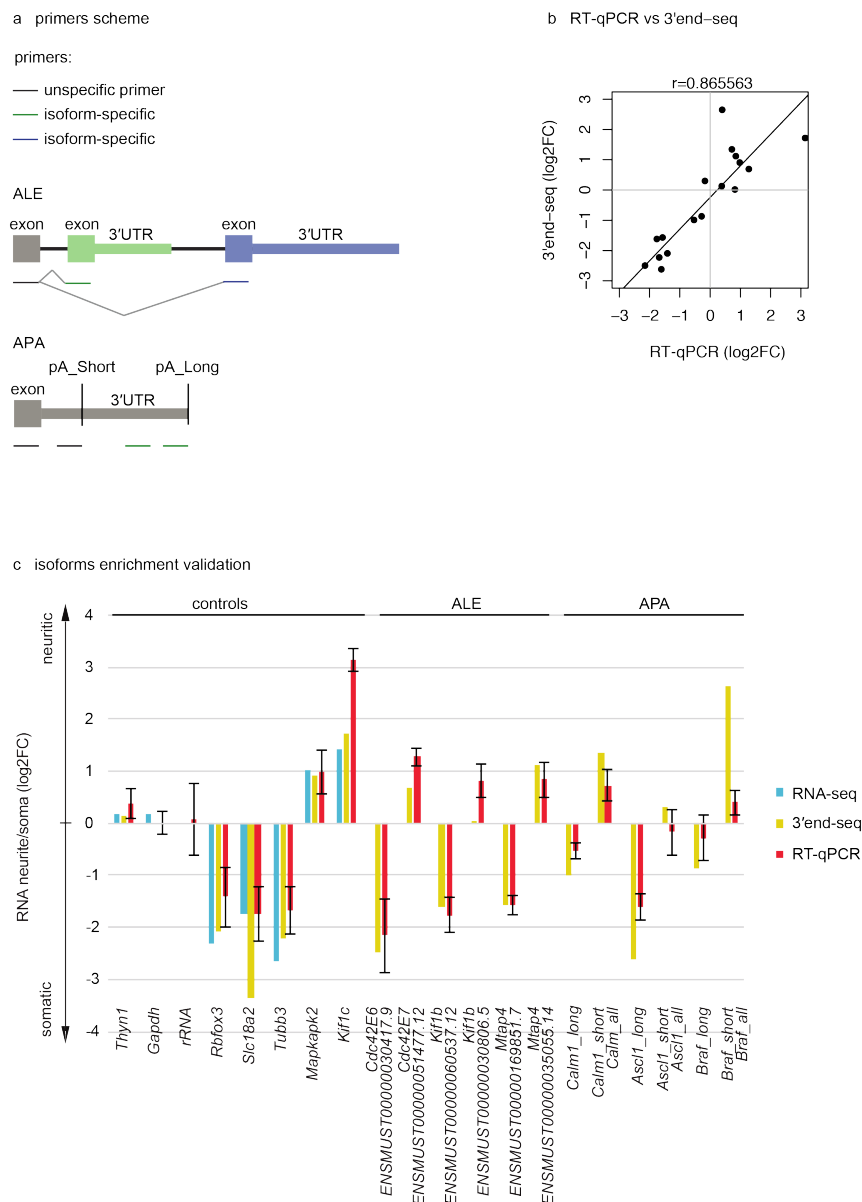 a primers scheme
primers:
unspecific primer
isoform-specific
isoform-specific
ALE
exon exon 3′UTR exon 3′UTR
APA
pA_Short pA_Long
exon 3′UTR
b RT-qPCR vs 3'end−seq
r=0.865563
3'end−seq (log2FC)
3
2
1
0
−1
−2
−3
−3 −2 −1 0 1 2 3
RT-qPCR (log2FC)
c isoforms enrichment validation
controls ALE APA
neuritic
RNA neurite/soma (log2FC)
somatic
4
3
2
1
0
-1
-2
-3
-4
RNA-seq
3′end-seq
RT-qPCR
Thyn1
Gapdh
rRNA
Rbfox3
Slc18a2
Tubb3
Mapkapk2
Kif1c
Cdc42E6
ENSMUST00000030417.9
Cdc42E7
ENSMUST00000051477.12
Kif1b
ENSMUST00000060537.12
Kif1b
ENSMUST00000030806.5
Mtap4
ENSMUST00000169851.7
Mtap4
ENSMUST00000035055.14
Calm1_long
Calm1_short
Calm_all
Ascl1_long
Ascl1_short
Ascl1_all
Braf_long
Braf_short
Braf_all